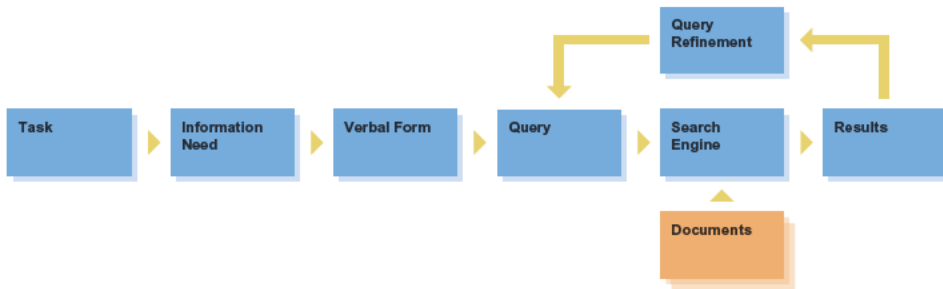 Query
Refinement
Task
Information
Need
Verbal Form
Query
Search
Engine
Results
Documents